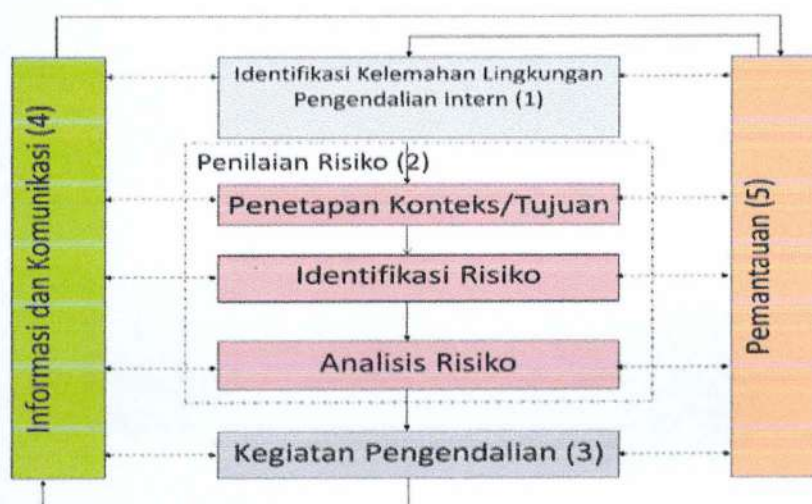 Identifikasi Kelemahan Lingkungan
Pengendalian Intern (1)
Penilaian Risiko (2)
Penetapan Konteks/Tujuan
Identifikasi Risiko
Analisis Risiko
Kegiatan Pengendalian (3)
Informasi dan Komunikasi (4)
Pemantauan (5)